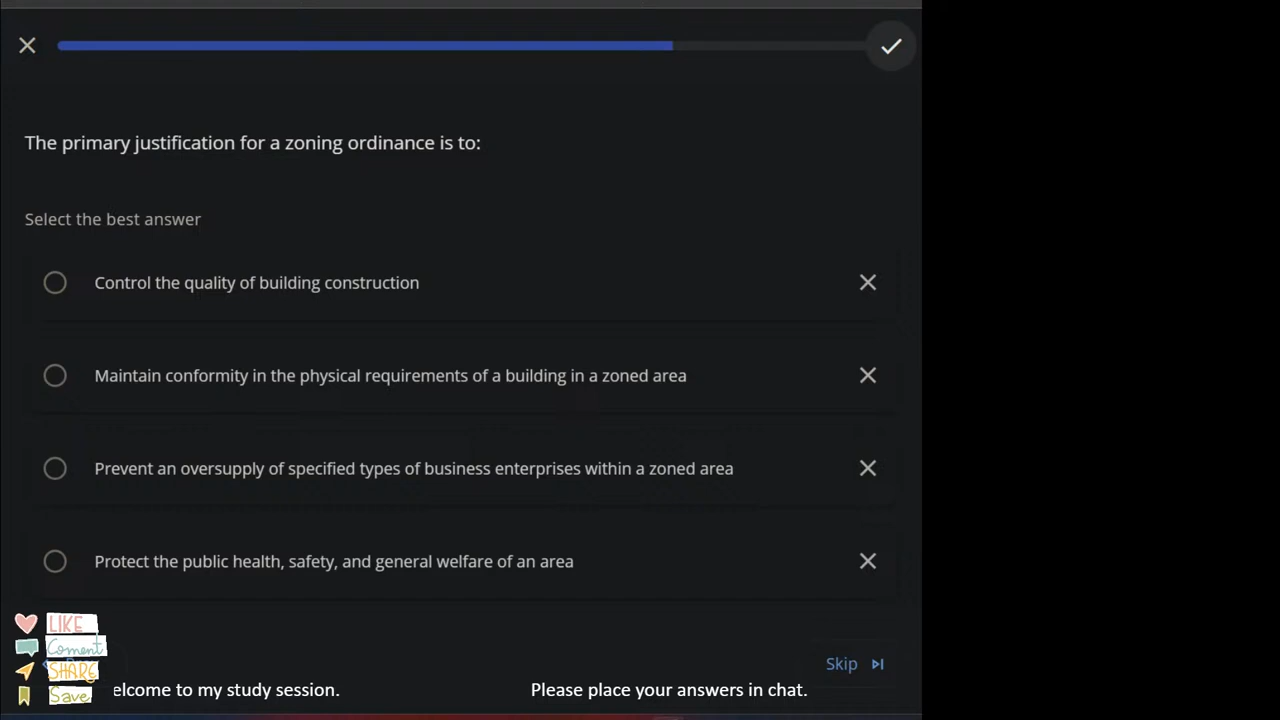 The primary justification for a zoning ordinance is to:
Select the best answer
Control the quality of building construction
Maintain conformity in the physical requirements of a building in a zoned area
Prevent an oversupply of specified types of business enterprises within a zoned area
Protect the public health, safety, and general welfare of an area
LIKE
Coment
SHARE
Save
Skip
elcome to my study session.
Please place your answers in chat.